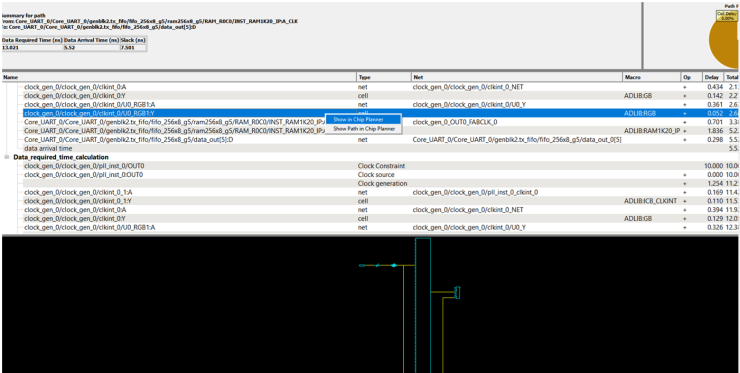 Path P
Summary for path
From: Core_UART_0/Core_UART_0/genblk2.tx_fifo/fifo_256x8_g5/ram256x8_g5/RAM_R0C0/INST_RAM1K20_IP:A_CLK
To: Core_UART_0/Core_UART_0/genblk2.tx_fifo/fifo_256x8_g5/data_out[5]:D
Cell Delay
0.00%
Data Required Time (ns) Data Arrival Time (ns) Slack (ns)
13.021 5.52 7.501
Name Type Net Macro Op Delay Total
clock_gen_0/clock_gen_0/clkint_0:A net clock_gen_0/clock_gen_0/clkint_0_NET + 0.434
clock_gen_0/clock_gen_0/clkint_0:Y cell ADLIB:GB + 0.142 2.2
clock_gen_0/clock_gen_0/clkint_0/U0_RGB1:A net clock_gen_0/clock_gen_0/clkint_0/U0_Y + 0.361 2.6
clock_gen_0/clock_gen_0/clkint_0/U0_RGB1:Y cell ADLIB:RGB + 0.052 2.6
Show in Chip Planner
Core_UART_0/Core_UART_0/genblk2.tx_fifo/fifo_256x8_g5/ram256x8_g5/RAM_R0C0/INST_RAM1K20_IP: clock_gen_0_OUT0_FABCLK_0 + 0.701 3.3
Show Path in Chip Planner
Core_UART_0/Core_UART_0/genblk2.tx_fifo/fifo_256x8_g5/ram256x8_g5/RAM_R0C0/INST_RAM1K20_IP: ADLIB:RAM1K20_IP + 1.836 5.2
Core_UART_0/Core_UART_0/genblk2.tx_fifo/fifo_256x8_g5/data_out[5]:D net Core_UART_0/Core_UART_0/genblk2.tx_fifo/fifo_256x8_g5/data_out_0[5] + 0.298 5.5
data arrival time 5.5
Data_required_time_calculation
clock_gen_0/clock_gen_0/pll_inst_0/OUT0 Clock Constraint 10.000 10.0
clock_gen_0/clock_gen_0/pll_inst_0:OUT0 Clock source + 0.000 10.0
Clock generation + 1.254 11.2
clock_gen_0/clock_gen_0/clkint_0_1:A net clock_gen_0/clock_gen_0/pll_inst_0_clkint_0 + 0.169 11.4
clock_gen_0/clock_gen_0/clkint_0_1:Y cell ADLIB:ICB_CLKINT + 0.110 11.5
clock_gen_0/clock_gen_0/clkint_0:A net clock_gen_0/clock_gen_0/clkint_0_NET + 0.394 11.9
clock_gen_0/clock_gen_0/clkint_0:Y cell ADLIB:GB + 0.129 12.0
clock_gen_0/clock_gen_0/clkint_0/U0_RGB1:A net clock_gen_0/clock_gen_0/clkint_0/U0_Y + 0.326 12.3